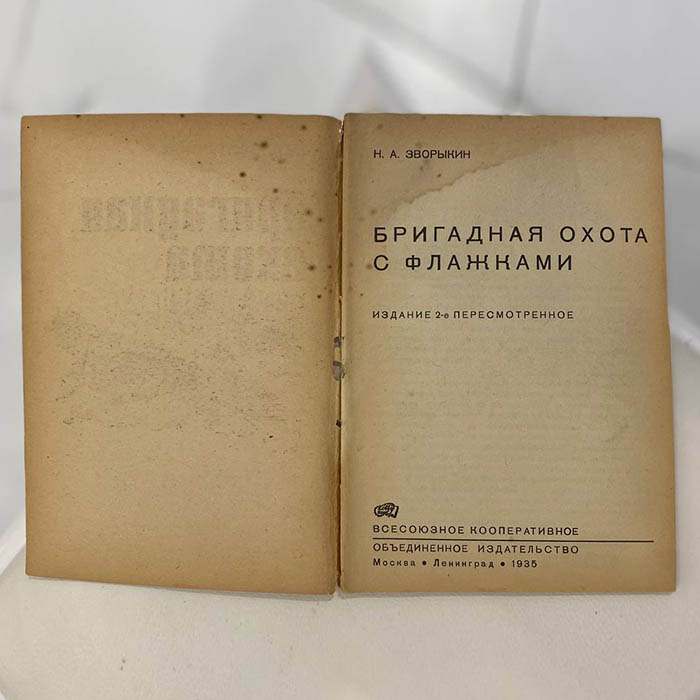 Н. А. ЗВОРЫКИН
БРИГАДНАЯ ОХОТА
С ФЛАЖКАМИ
ИЗДАНИЕ 2-е ПЕРЕСМОТРЕННОЕ
ВСЕСОЮЗНОЕ КООПЕРАТИВНОЕ
ОБЪЕДИНЕННОЕ ИЗДАТЕЛЬСТВО
Москва • Ленинград • 1935